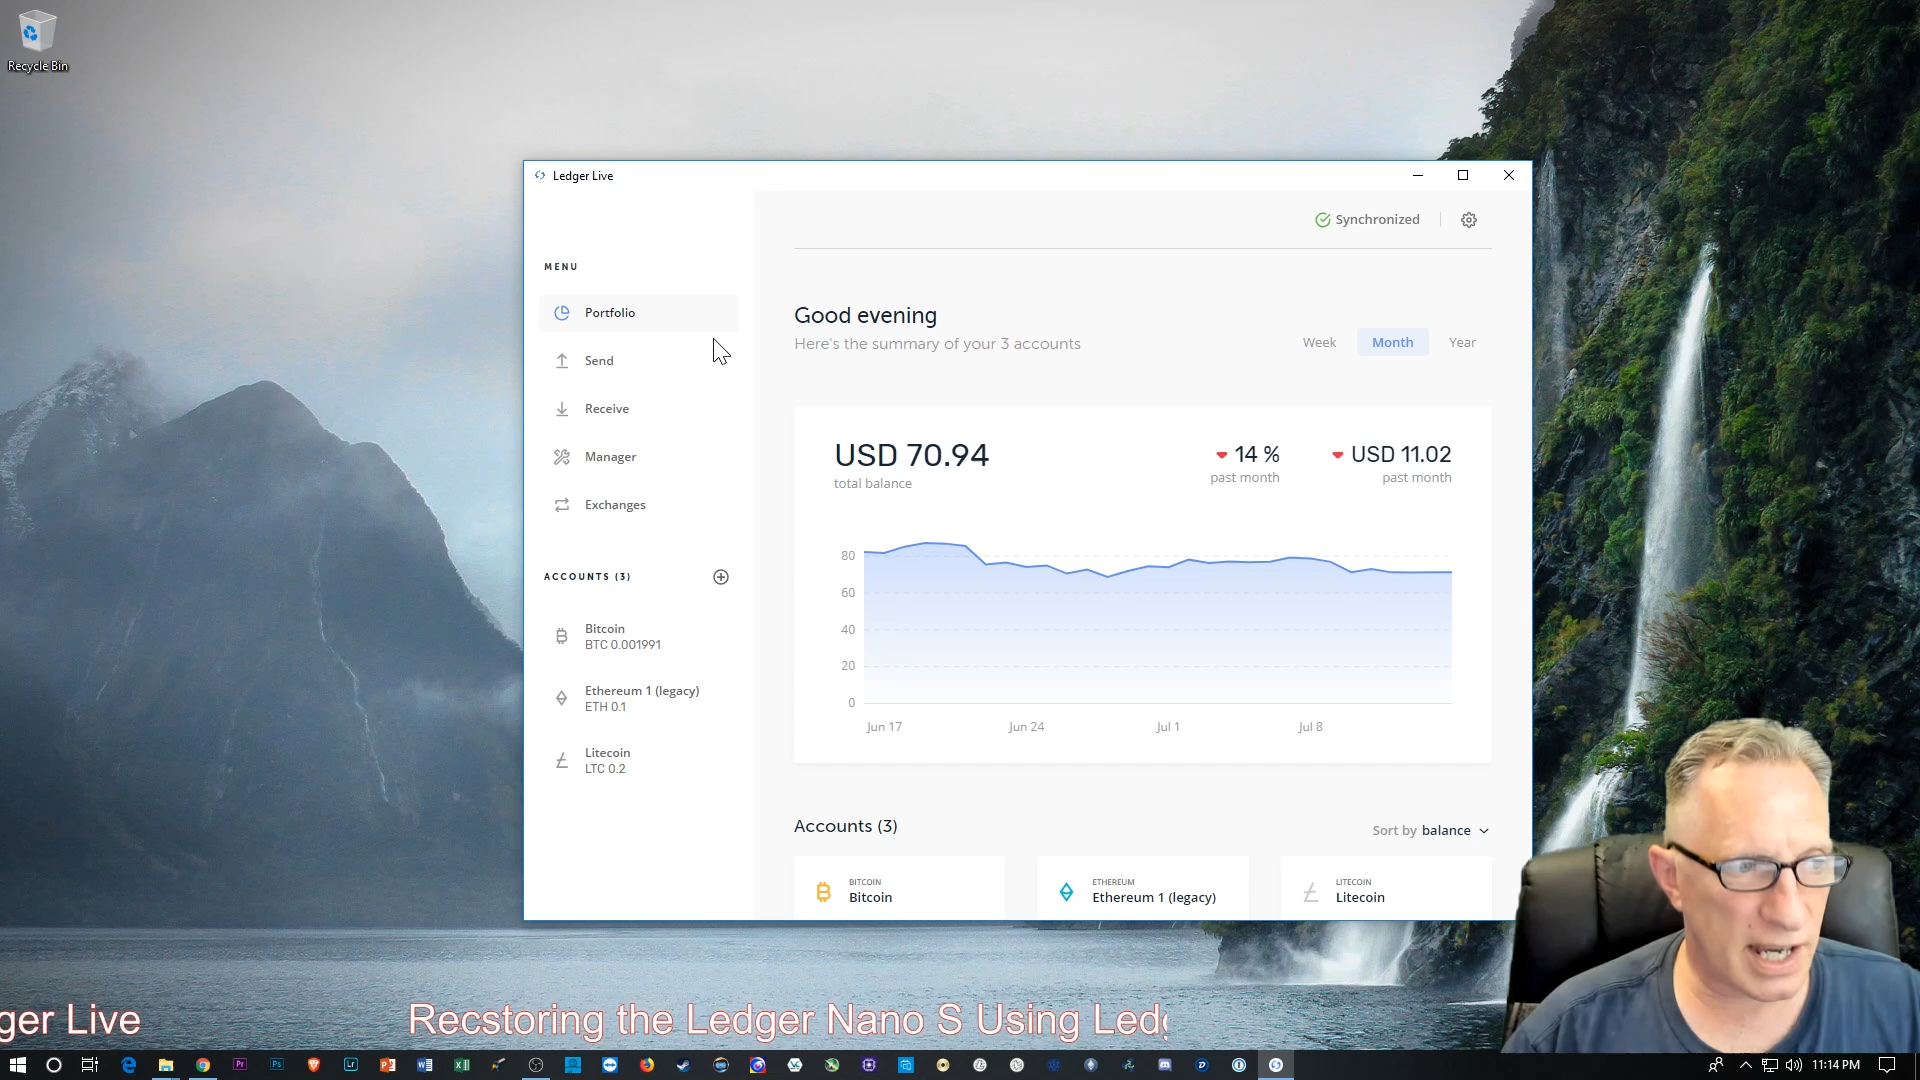 Recycle Bin
Ledger Live
Synchronized
MENU
Portfolio
Send
Receive
Manager
Exchanges
ACCOUNTS (3)
Bitcoin
BTC 0.001991
Ethereum 1 (legacy)
ETH 0.1
Litecoin
LTC 0.2
Good evening
Here's the summary of your 3 accounts
Week Month Year
USD 70.94
total balance
14 %
past month
USD 11.02
past month
80
60
40
20
0
Jun 17 Jun 24 Jul 1 Jul 8
Accounts (3)
Sort by balance
BITCOIN
Bitcoin
ETHEREUM
Ethereum 1 (legacy)
LITECOIN
Litecoin
ger Live
Recstoring the Ledger Nano S Using Led
11:14 PM